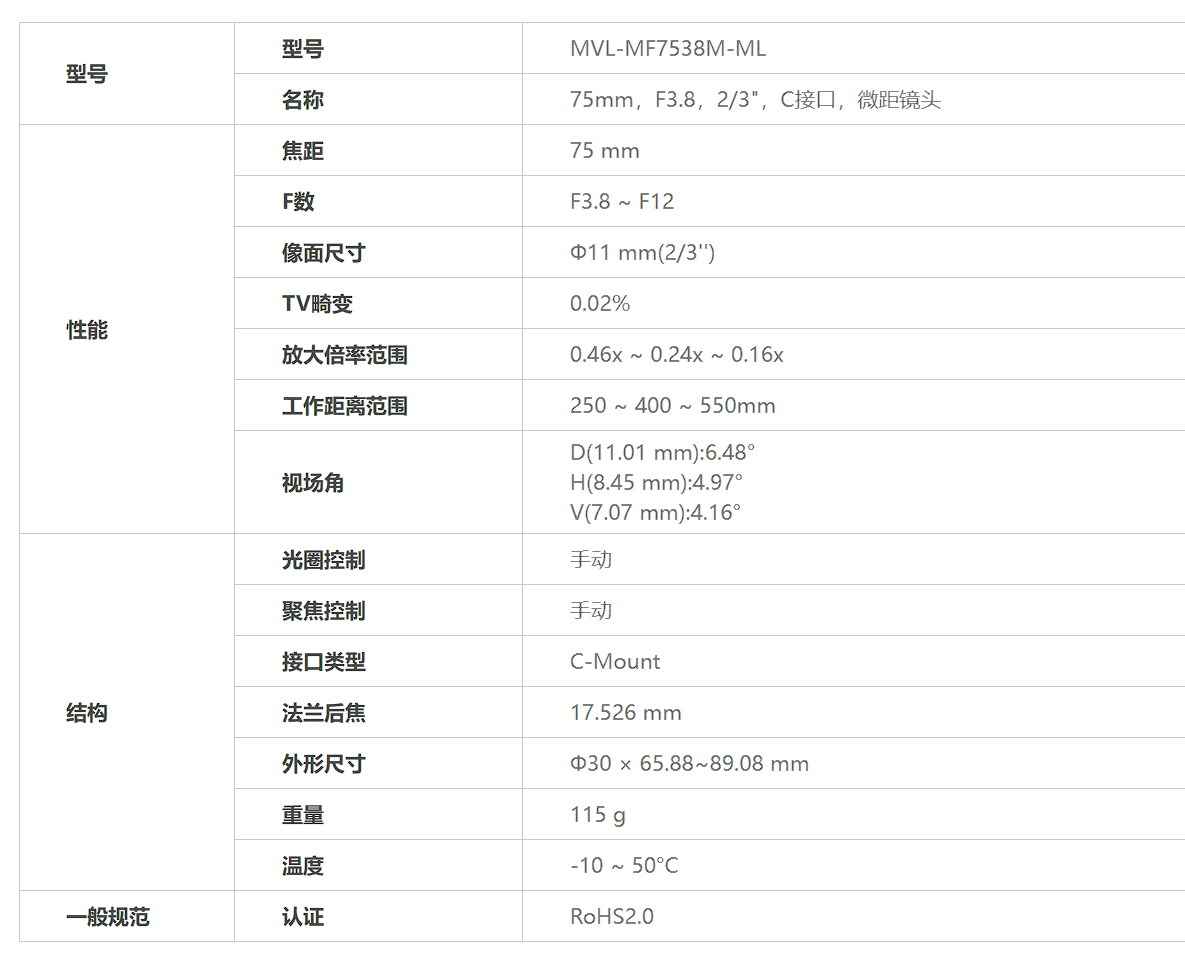 型号
型号 MVL-MF7538M-ML
名称 75mm，F3.8，2/3"，C接口，微距镜头
性能
焦距 75 mm
F数 F3.8 ~ F12
像面尺寸 Φ11 mm(2/3'')
TV畸变 0.02%
放大倍率范围 0.46x ~ 0.24x ~ 0.16x
工作距离范围 250 ~ 400 ~ 550mm
视场角
D(11.01 mm):6.48°
H(8.45 mm):4.97°
V(7.07 mm):4.16°
结构
光圈控制 手动
聚焦控制 手动
接口类型 C-Mount
法兰后焦 17.526 mm
外形尺寸 Φ30 × 65.88~89.08 mm
重量 115 g
温度 -10 ~ 50°C
一般规范 认证 RoHS2.0